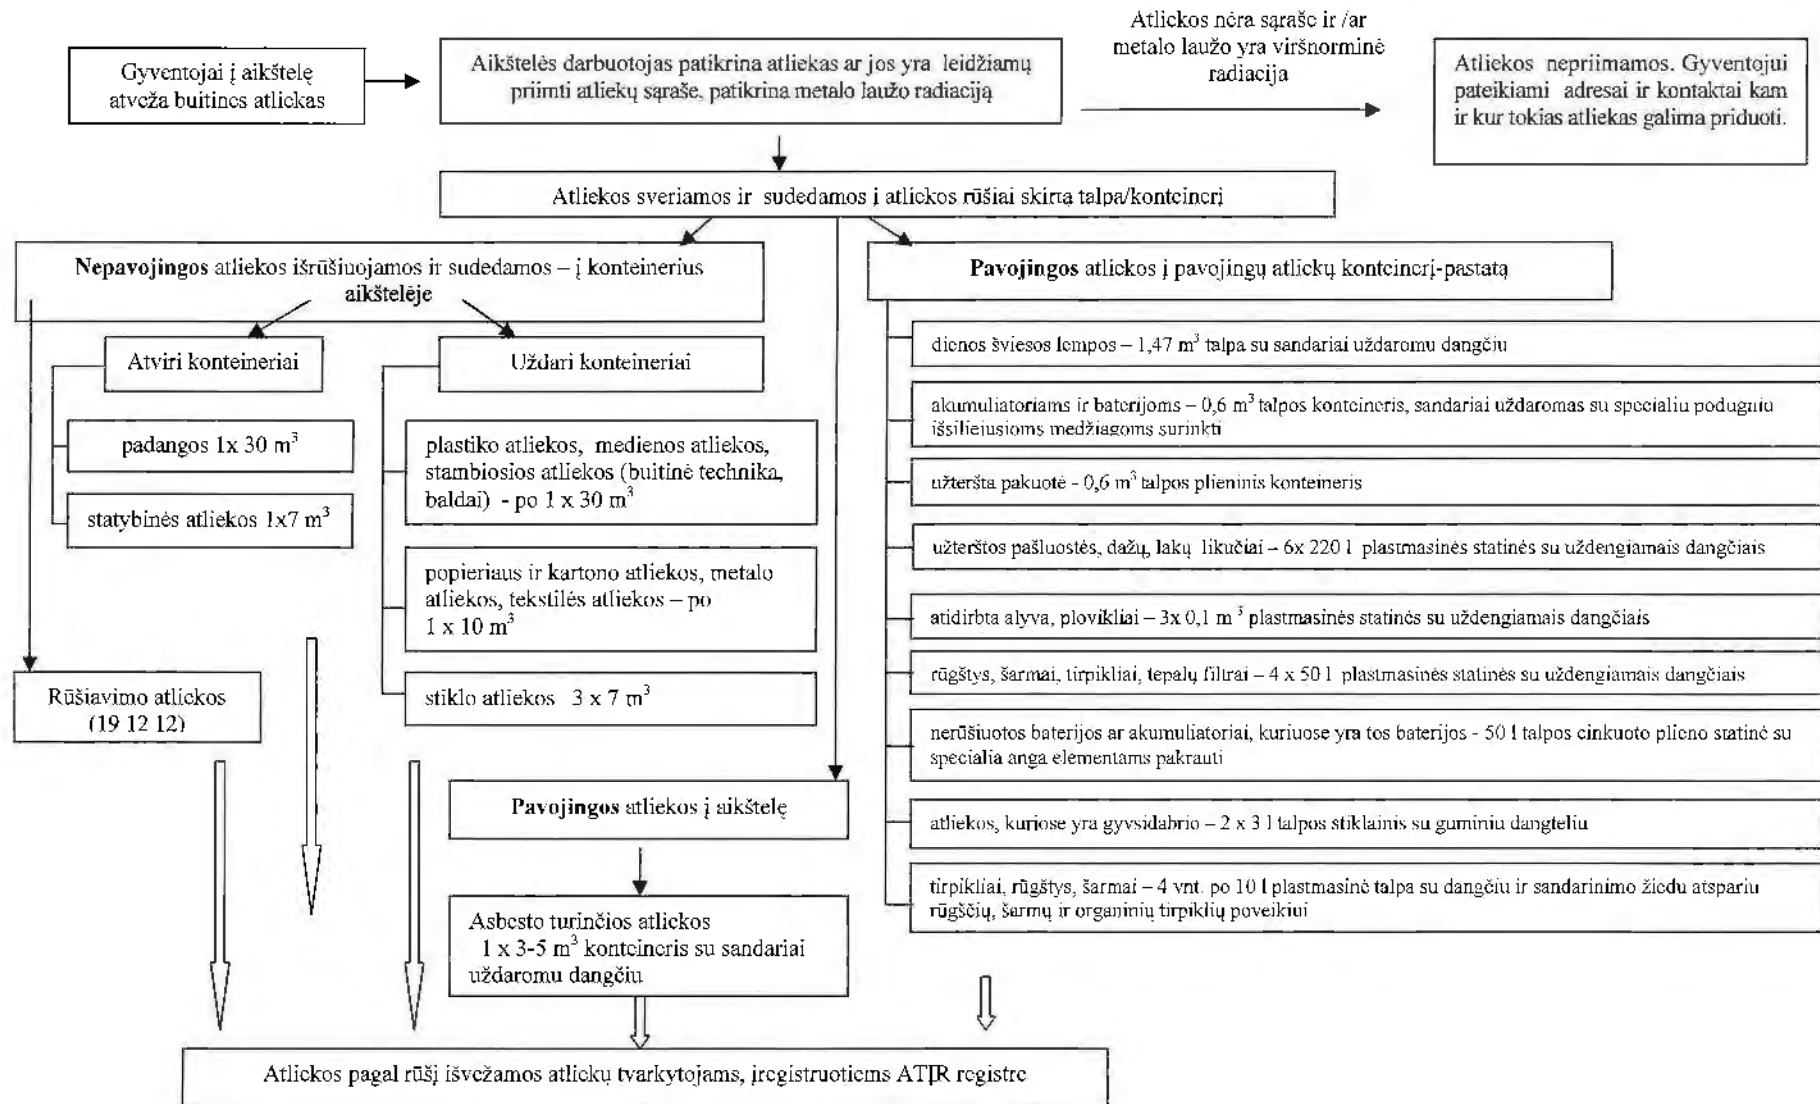 Gyventojai į aikštelę
atveža buitines atliekas
Aikštelės darbuotojas patikrina atliekas ar jos yra leidžiamų
priimti atliekų sąraše, patikrina metalo laužo radiaciją
Atliekos nėra sąraše ir /ar
metalo laužo yra viršnorminė
radiacija
Atliekos nepriimamos. Gyventojui
pateikiami adresai ir kontaktai kam
ir kur tokias atliekas galima priduoti.
Atliekos sveriamos ir sudedamos į atliekos rūšiai skirtą talpa/konteinerį
Nepavojingos atliekos išrūšiuojamos ir sudedamos – į konteinerius
aikštelėje
Atviri konteineriai
padangos 1x 30 m³
statybinės atliekos 1x7 m³
Uždari konteineriai
plastiko atliekos, medienos atliekos,
stambiosios atliekos (buitinė technika,
baldai) - po 1 x 30 m³
popieriaus ir kartono atliekos, metalo
atliekos, tekstilės atliekos – po
1 x 10 m³
stiklo atliekos 3 x 7 m³
Rūšiavimo atliekos
(19 12 12)
Pavojingos atliekos į aikštelę
Asbesto turinčios atliekos
1 x 3-5 m³ konteineris su sandariai
uždaromu dangčiu
Pavojingos atliekos į pavojingų atliekų konteinerį-pastatą
dienos šviesos lempos – 1,47 m³ talpa su sandariai uždaromu dangčiu
akumuliatoriams ir baterijoms – 0,6 m³ talpos konteineris, sandariai uždaromas su specialiu podugniu
išsiliejusioms medžiagoms surinkti
užteršta pakuotė - 0,6 m³ talpos plieninis konteineris
užterštos pašluostės, dažų, lakų likučiai – 6x 220 l plastmasinės statinės su uždengiamais dangčiais
atidirbta alyva, plovikliai – 3x 0,1 m³ plastmasinės statinės su uždengiamais dangčiais
rūgštys, šarmai, tirpikliai, tepalų filtrai – 4 x 50 l plastmasinės statinės su uždengiamais dangčiais
nerūšiuotos baterijos ar akumuliatoriai, kuriuose yra tos baterijos - 50 l talpos cinkuoto plieno statinė su
specialia anga elementams pakrauti
atliekos, kuriose yra gyvsidabrio – 2 x 3 l talpos stiklainis su guminiu dangteliu
tirpikliai, rūgštys, šarmai – 4 vnt. po 10 l plastmasinė talpa su dangčiu ir sandarinimo žiedu atspariu
rūgščių, šarmų ir organinių tirpiklių poveikiui
Atliekos pagal rūšį išvežamos atliekų tvarkytojams, įregistruotiems ATĮR registre